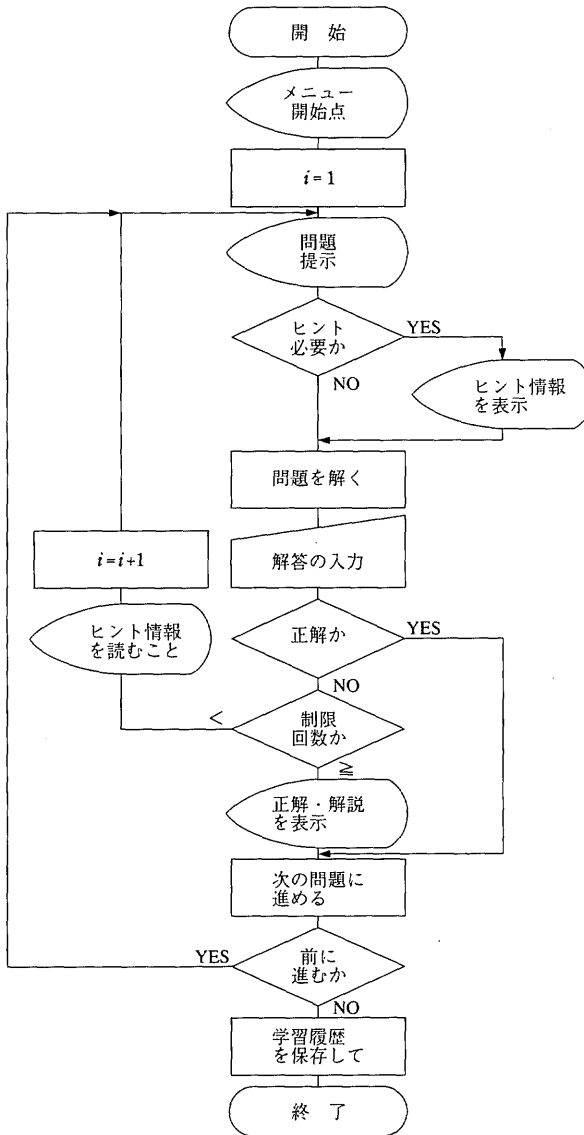 開 始
メニュー
開始点
i=1
問題
提示
ヒント
必要か
YES
NO
ヒント情報
を表示
問題を解く
解答の入力
i=i+1
ヒント情報
を読むこと
正解か
YES
NO
制限
回数か
<
≧
正解・解説
を表示
次の問題に
進める
前に
進むか
YES
NO
学習履歴
を保存して
終 了